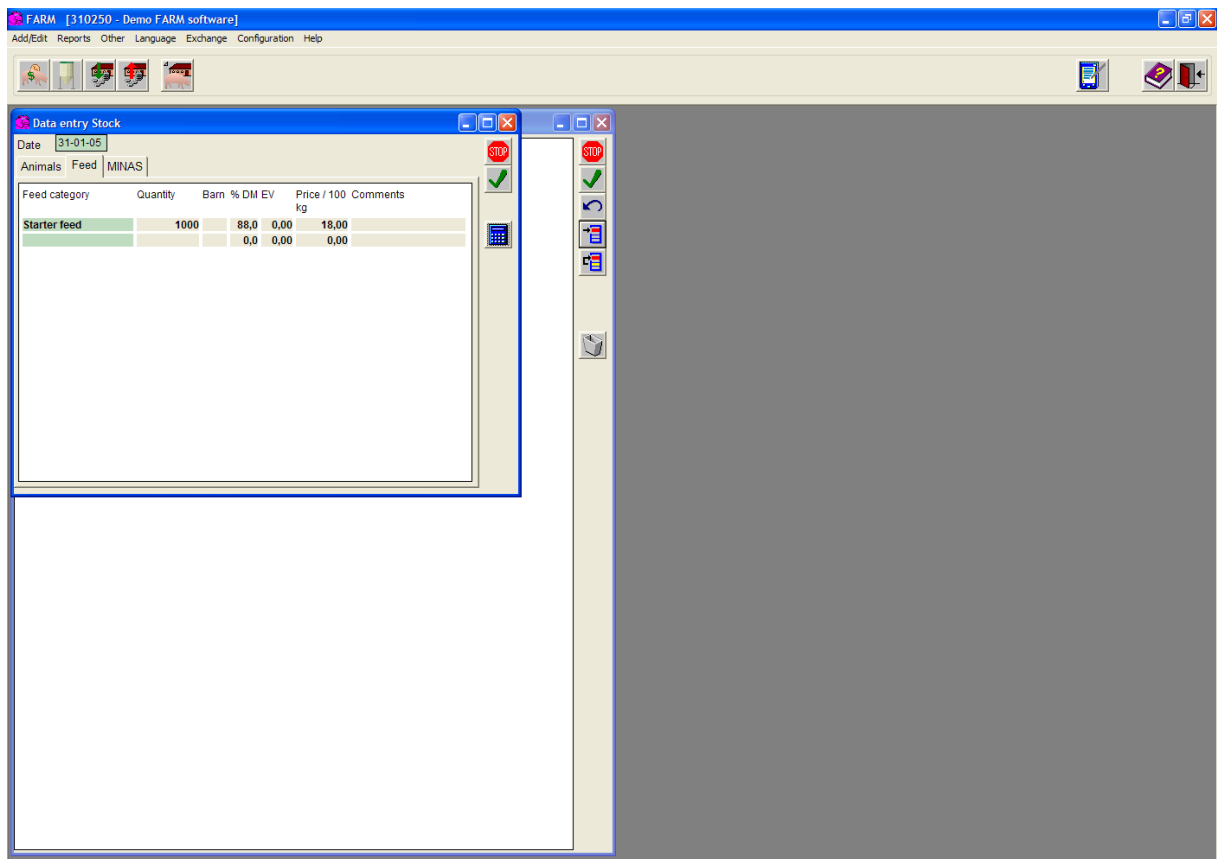 FARM [310250 - Demo FARM software]
Add/Edit Reports Other Language Exchange Configuration Help
Data entry Stock
Date 31-01-05
STOP
STOP
Animals Feed MINAS
Feed category Quantity Barn % DM EV Price / 100 kg Comments
Starter feed 1000 88,0 0,00 18,00
0,0 0,00 0,00